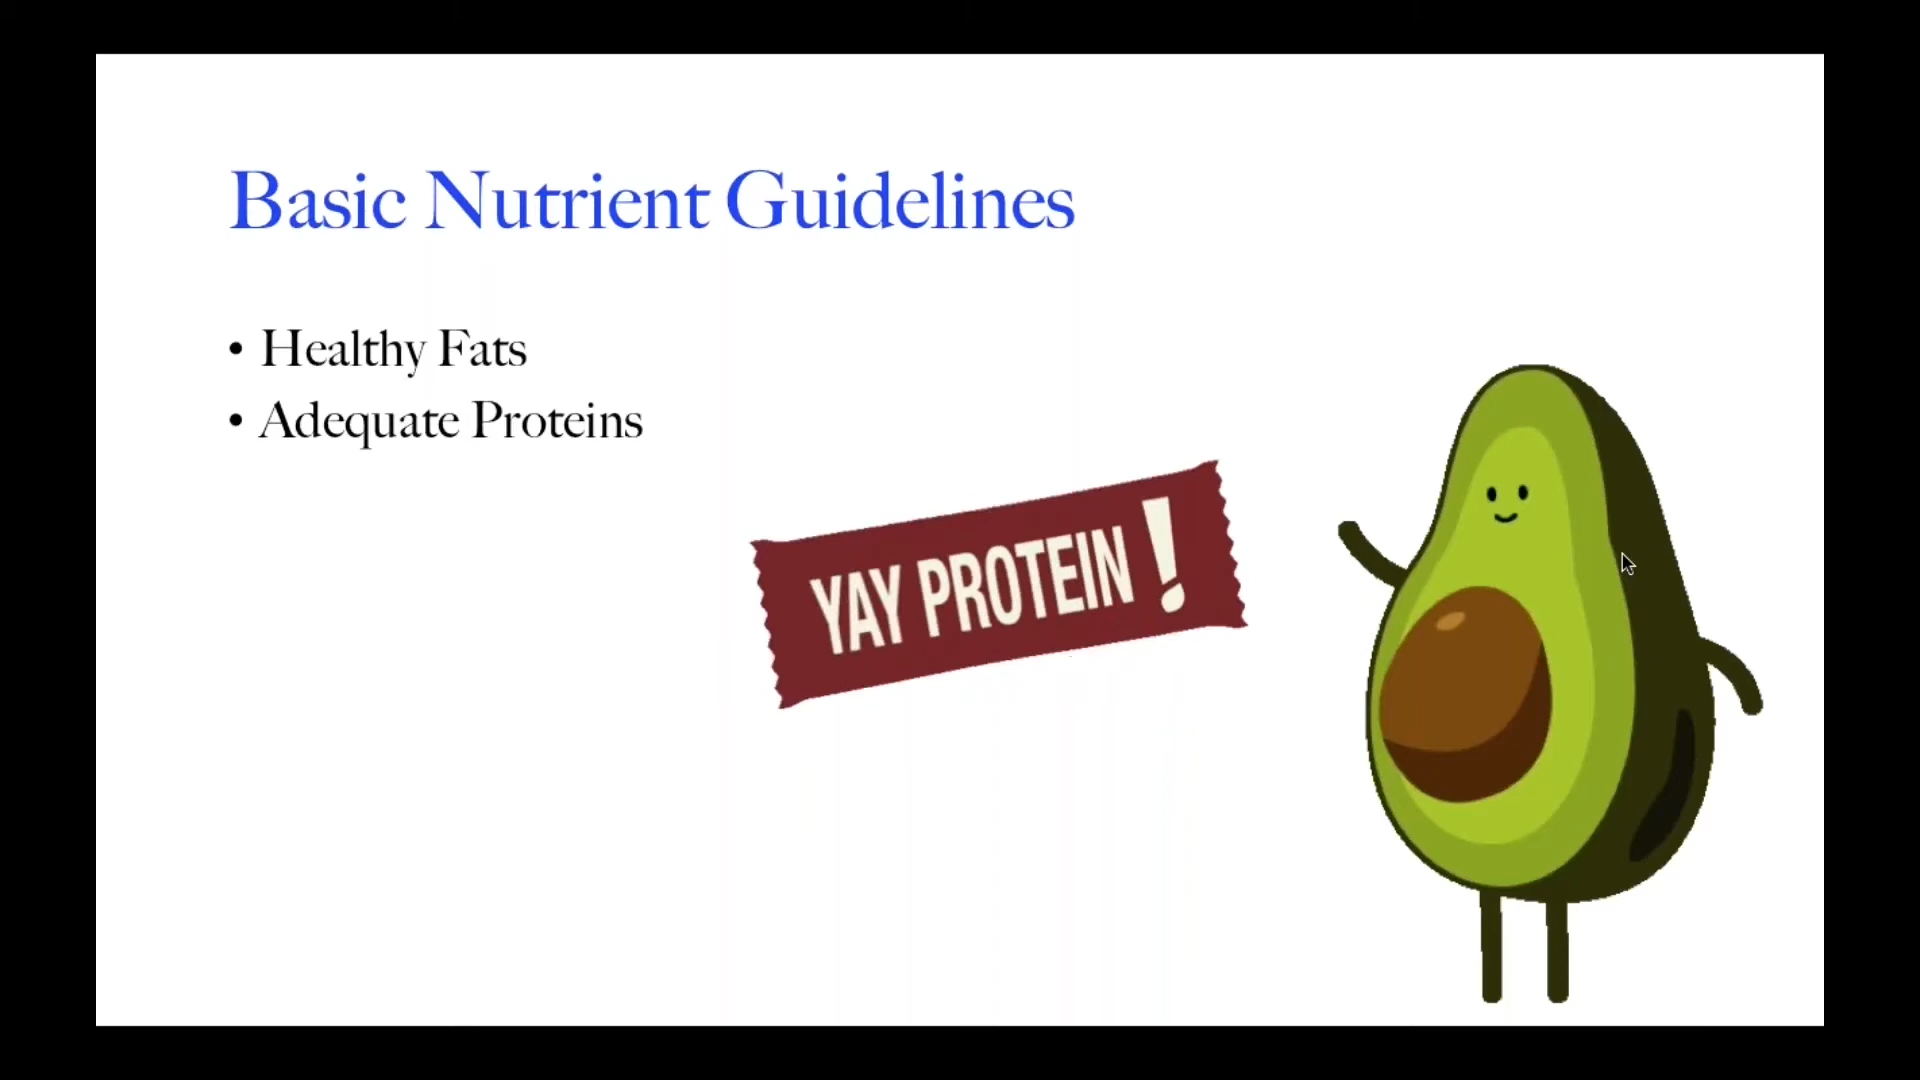 Basic Nutrient Guidelines
• Healthy Fats
• Adequate Proteins
YAY PROTEIN!